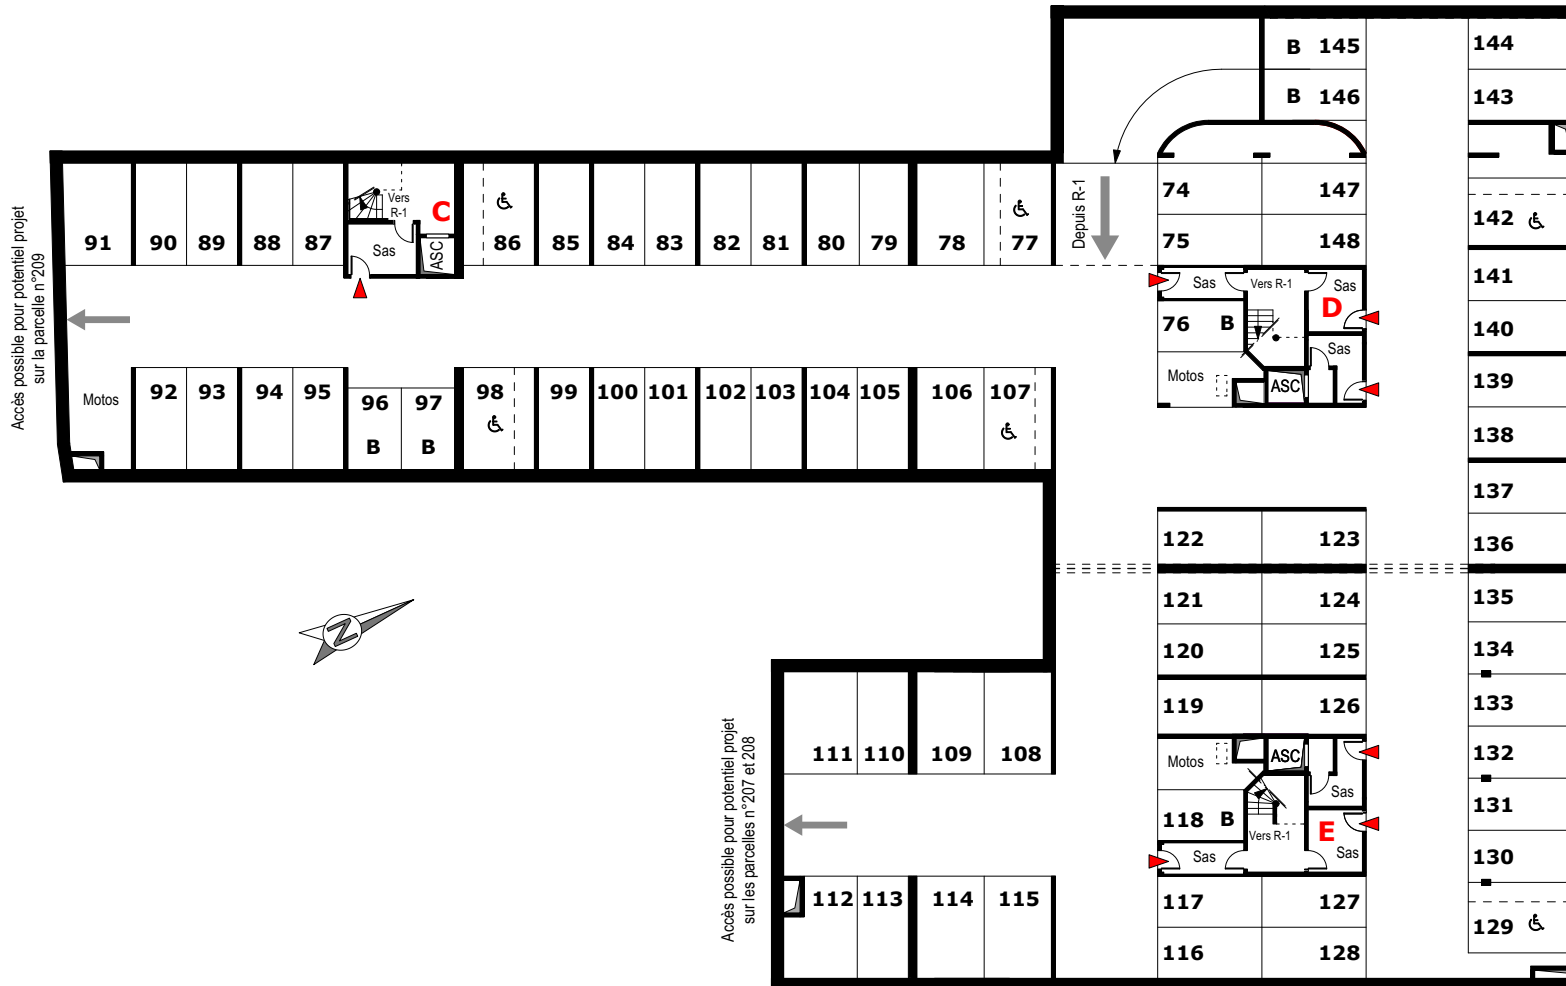 B 145
144
B 146
143
74
147
75
148
142
141
140
139
138
137
136
Depuis R-1
Vers
R-1
C
Sas
ASC
91
90
89
88
87
86
85
84
83
82
81
80
79
78
77
Accès possible pour potentiel projet
sur la parcelle n°209
Sas
Vers R-1
Sas
D
76 B
Sas
Motos
ASC
Motos
92
93
94
95
96
B
97
B
98
99
100
101
102
103
104
105
106
107
122
123
121
124
120
125
119
126
135
134
133
132
131
130
129
N
Accès possible pour potentiel projet
sur les parcelles n°207 et 208
111
110
109
108
112
113
114
115
Motos
ASC
Sas
118 B
Vers R-1
E
Sas
Sas
117
127
116
128